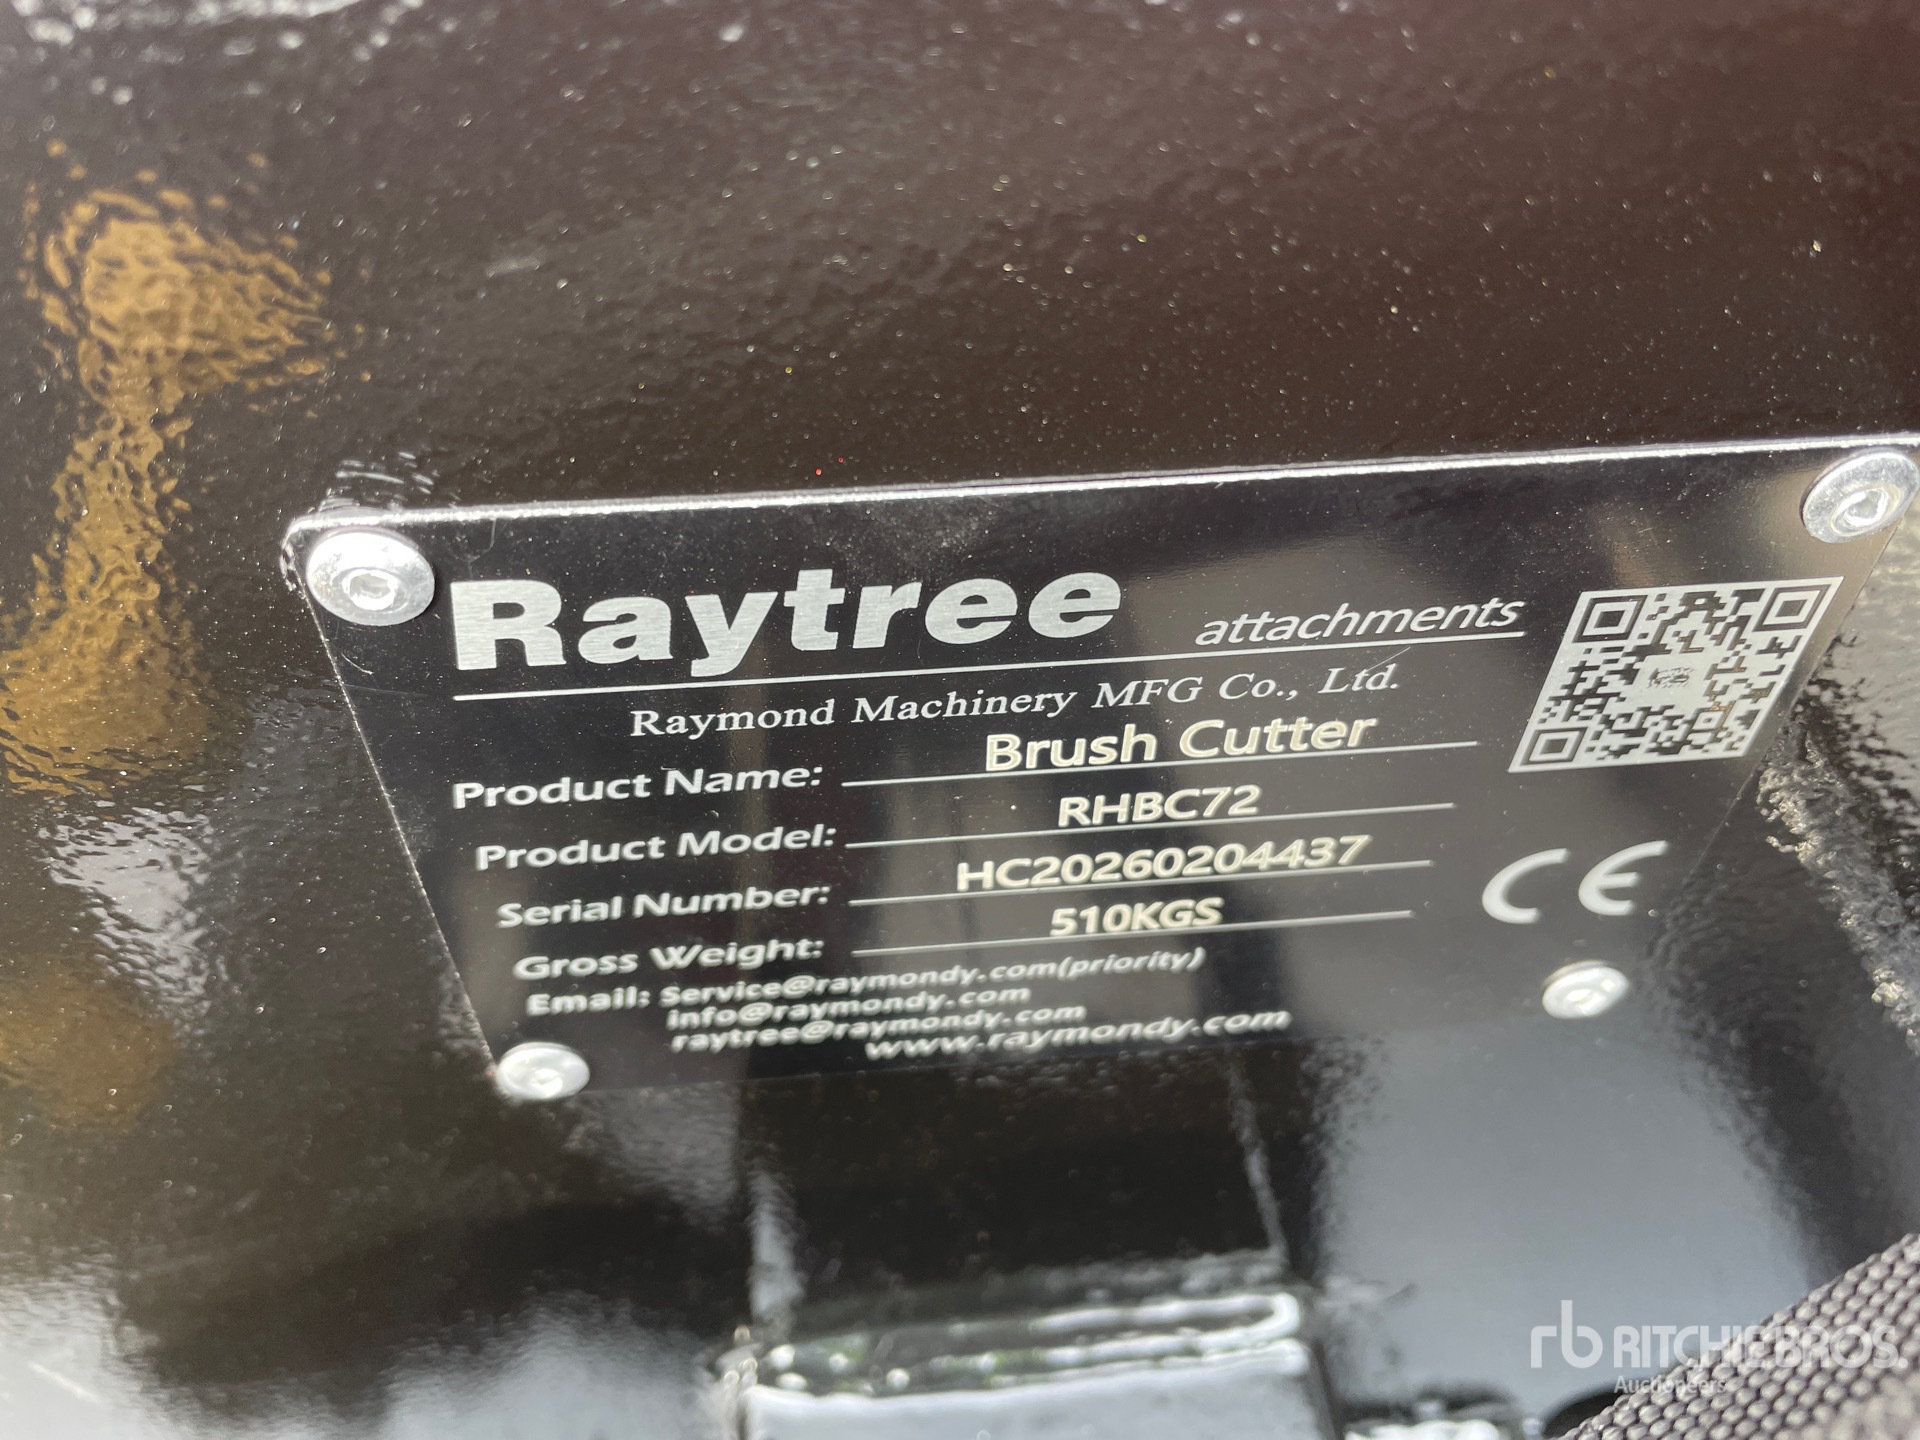 Raytree attachments
Raymond Machinery MFG Co., Ltd.
Product Name: Brush Cutter
Product Model: RHBC72
Serial Number: HC20260204437
Gross Weight: 510KGS
Email: Service@raymondy.com(priority)
info@raymondy.com
raytree@raymondy.com
www.raymondy.com
CE
rb RITCHIE BROS.
Auctioneers